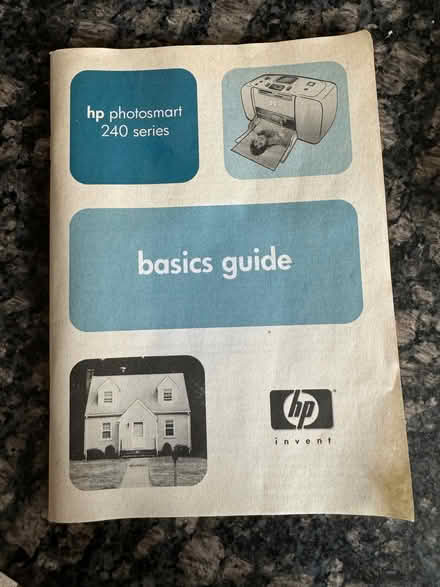 hp photosmart
240 series
basics guide
hp
invent